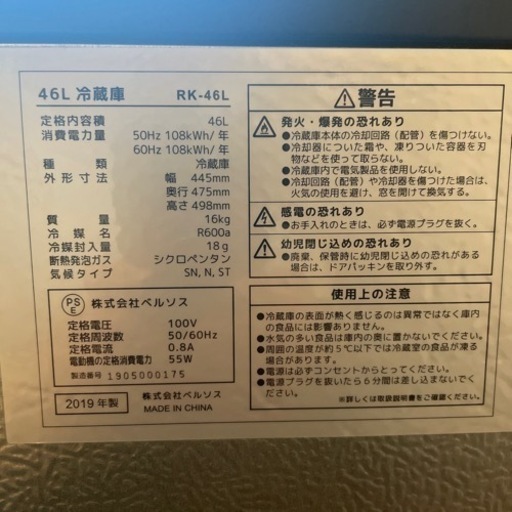 46L 冷蔵庫 RK-46L
定格内容積 46L
消費電力量 50Hz 108kWh/年
60Hz 108kWh/年
種類 冷蔵庫
外形寸法 幅 445mm
奥行 475mm
高さ 498mm
質量 16kg
冷媒名 R600a
冷媒封入量 18g
断熱発泡ガス シクロペンタン
気候タイプ SN, N, ST
PSE 株式会社ベルソス
定格電圧 100V
定格周波数 50/60Hz
定格電流 0.8A
電動機の定格消費電力 55W
製造番号 1905000175
2019年製
株式会社ベルソス
MADE IN CHINA
警告
発火・爆発の恐れあり
●冷蔵庫本体の冷却回路（配管）を傷つけない。
●冷却器についた霜や、凍りついた容器を刃
物などを使って取らない。
●冷蔵庫内で電気製品を使用しない。
●冷却回路（配管）や冷却器を傷つけた場合は、
火気の使用を避け、窓を開けて換気する。
感電の恐れあり
●お手入れのときは、必ず電源プラグを抜く。
幼児閉じ込めの恐れあり
●廃棄、保管時に幼児閉じ込めの恐れがある
場合は、ドアパッキンを取り外す。
使用上の注意
●冷蔵庫の表面が熱く感じるのは異常ではなく庫内
の食品には影響ありません。
●水気の多い食品は庫内の奥に置かないでください。
●周囲の温度が約5℃以下では冷蔵室の食品が凍る
ことがあります。
●電源は必ずコンセントからとってください。
●電源プラグを抜いたら6分間は差し込まないでくだ
さい。
※詳しくは取扱説明書をご確認ください。